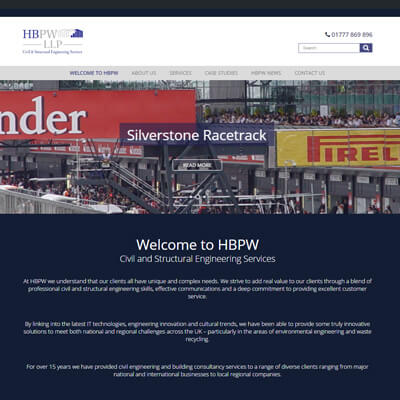 HBPW
LLP
Civil & Structural Engineering Services
01777 869 896
Search
WELCOME TO HBPW ABOUT US SERVICES CASE STUDIES HBPW NEWS CONTACT US
nder
Silverstone Racetrack
PIREL
READ MORE
Welcome to HBPW
Civil and Structural Engineering Services
At HBPW we understand that our clients all have unique and complex needs. We strive to add real value to our clients through a blend of
professional civil and structural engineering skills, effective communications and a deep commitment to providing excellent customer
service.
By linking into the latest IT technologies, engineering innovation and cultural trends, we have been able to provide some truly innovative
solutions to meet both national and regional challenges across the UK – particularly in the areas of environmental engineering and waste
recycling.
For over 15 years we have provided civil engineering and building consultancy services to a range of diverse clients ranging from major
national and international businesses to local regional companies.